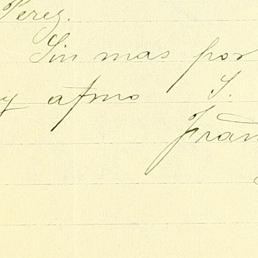 Perez.
Sin mas por
y afmo S.
Fran